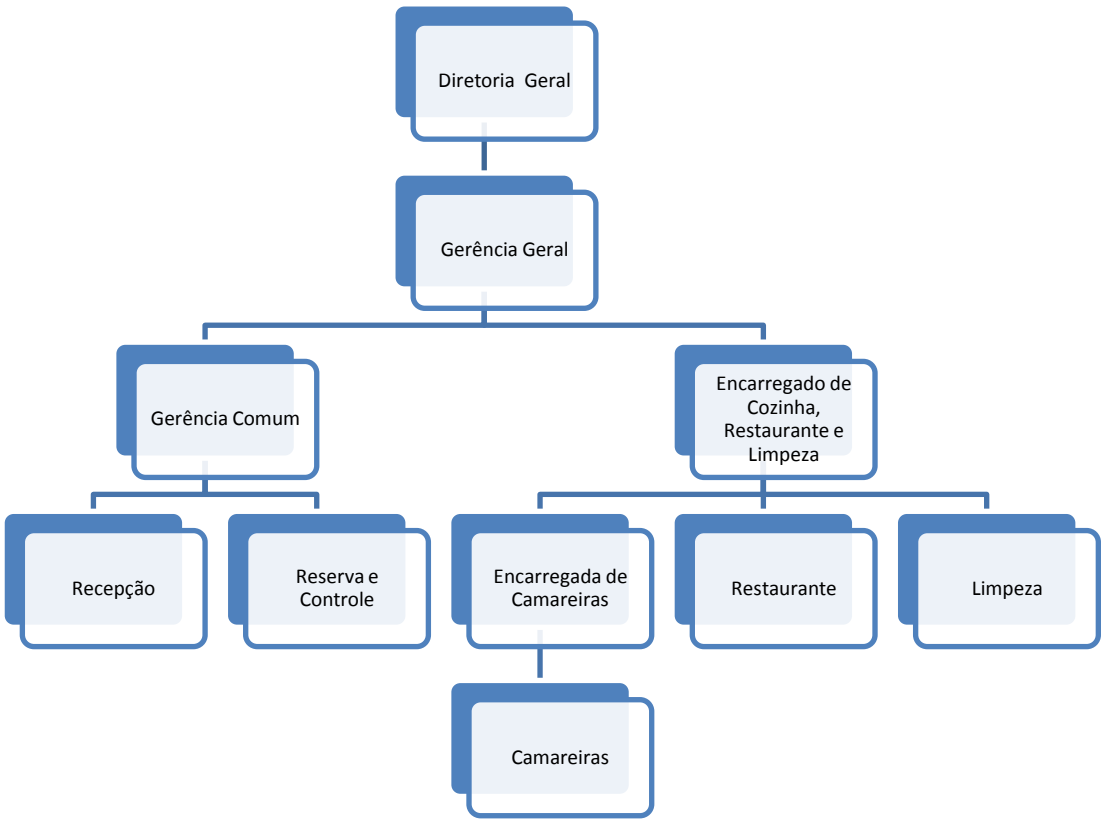 Diretoria Geral
Gerência Geral
Gerência Comum
Encarregado de
Cozinha,
Restaurante e
Limpeza
Recepção
Reserva e
Controle
Encarregada de
Camareiras
Restaurante
Limpeza
Camareiras